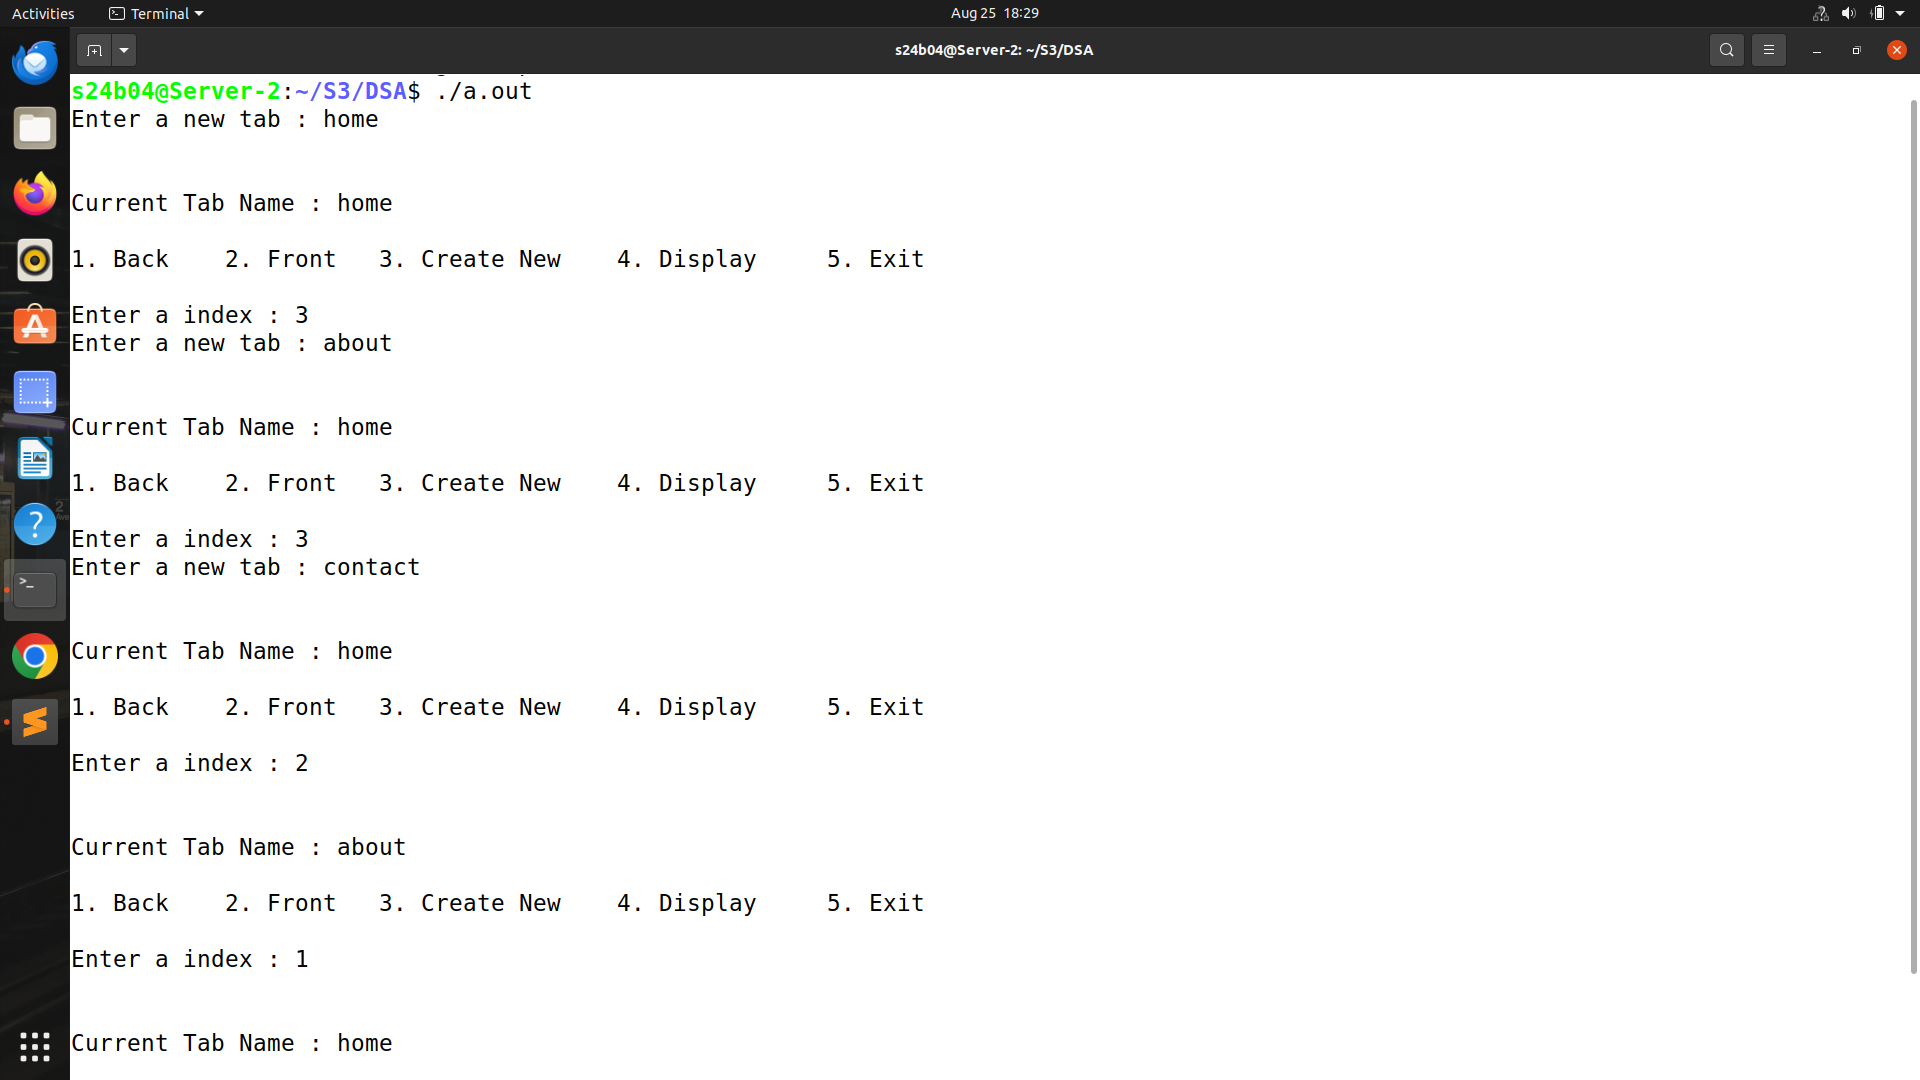 Activities Terminal Aug 25 18:29
s24b04@Server-2: ~/S3/DSA
s24b04@Server-2:~/S3/DSA$ ./a.out
Enter a new tab : home
Current Tab Name : home
1. Back 2. Front 3. Create New 4. Display 5. Exit
Enter a index : 3
Enter a new tab : about
Current Tab Name : home
1. Back 2. Front 3. Create New 4. Display 5. Exit
Enter a index : 3
Enter a new tab : contact
Current Tab Name : home
1. Back 2. Front 3. Create New 4. Display 5. Exit
Enter a index : 2
Current Tab Name : about
1. Back 2. Front 3. Create New 4. Display 5. Exit
Enter a index : 1
Current Tab Name : home